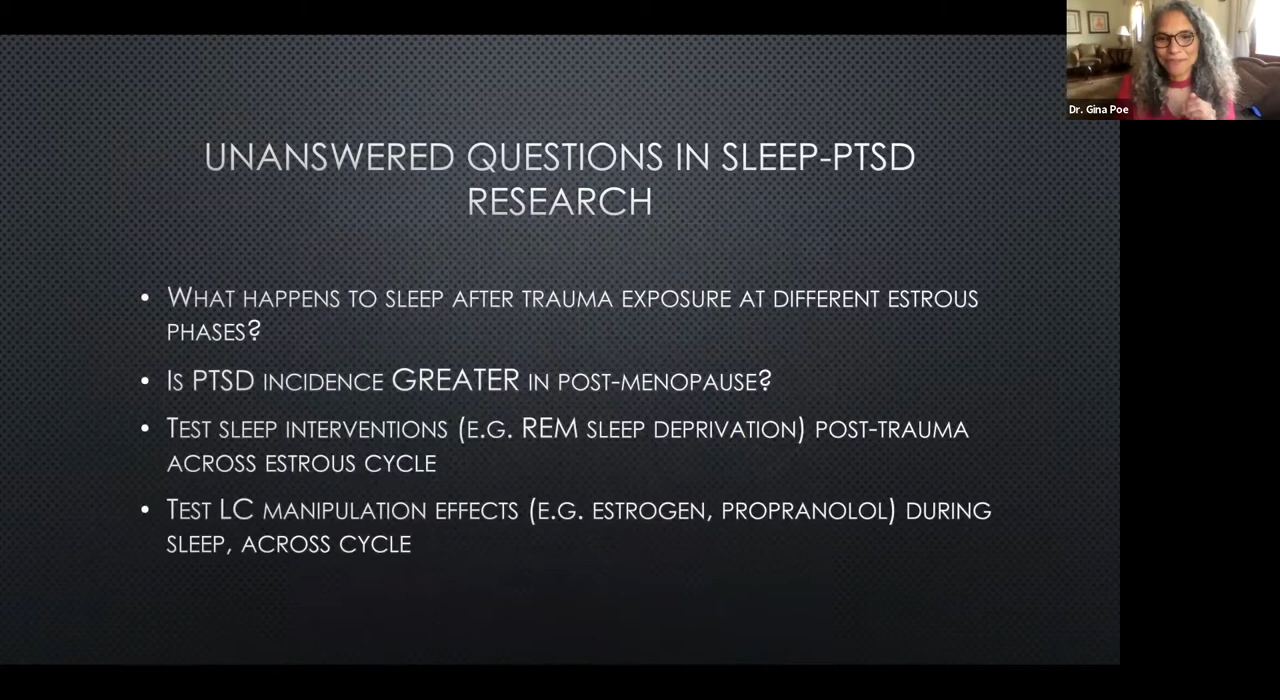 Dr. Gina Poe
UNANSWERED QUESTIONS IN SLEEP-PTSD
RESEARCH
• WHAT HAPPENS TO SLEEP AFTER TRAUMA EXPOSURE AT DIFFERENT ESTROUS
PHASES?
• IS PTSD INCIDENCE GREATER IN POST-MENOPAUSE?
• TEST SLEEP INTERVENTIONS (E.G. REM SLEEP DEPRIVATION) POST-TRAUMA
ACROSS ESTROUS CYCLE
• TEST LC MANIPULATION EFFECTS (E.G. ESTROGEN, PROPRANOLOL) DURING
SLEEP, ACROSS CYCLE